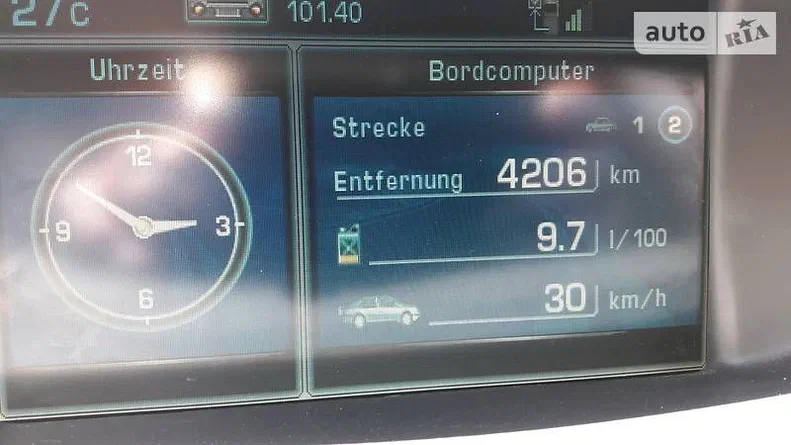 27c 101.40
auto RIA
Uhrzeit
Bordcomputer
12
3
6
9
Strecke 1 2
Entfernung 4206 km
9.7 l/100
30 km/h